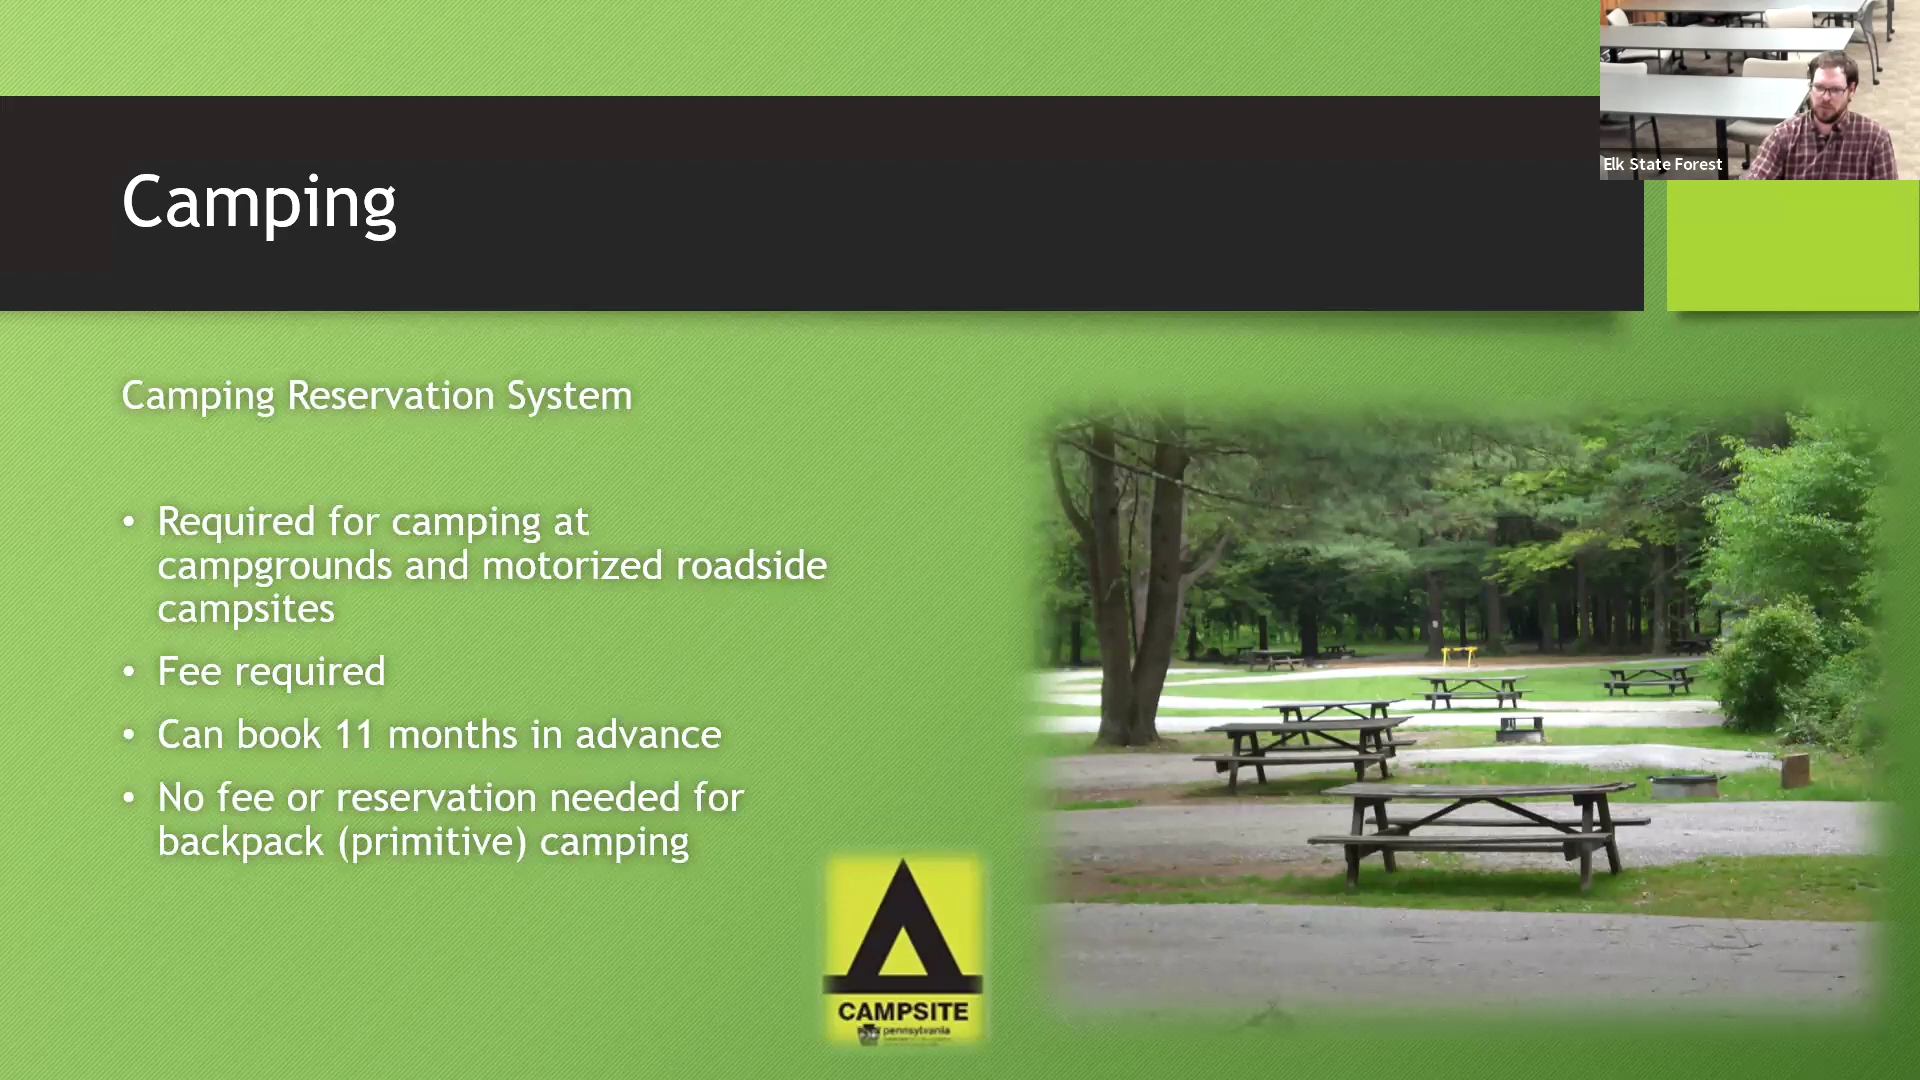 Elk State Forest
Camping
Camping Reservation System
• Required for camping at
campgrounds and motorized roadside
campsites
• Fee required
• Can book 11 months in advance
• No fee or reservation needed for
backpack (primitive) camping
CAMPSITE
pennsylvania